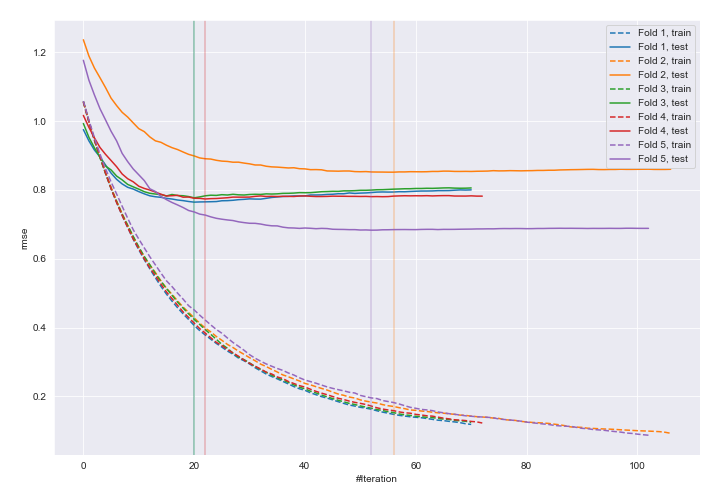 Fold 1, train
Fold 1, test
Fold 2, train
Fold 2, test
Fold 3, train
Fold 3, test
Fold 4, train
Fold 4, test
Fold 5, train
Fold 5, test
1.2
1.0
0.8
0.6
0.4
0.2
rmse
0 20 40 60 80 100
#Iteration